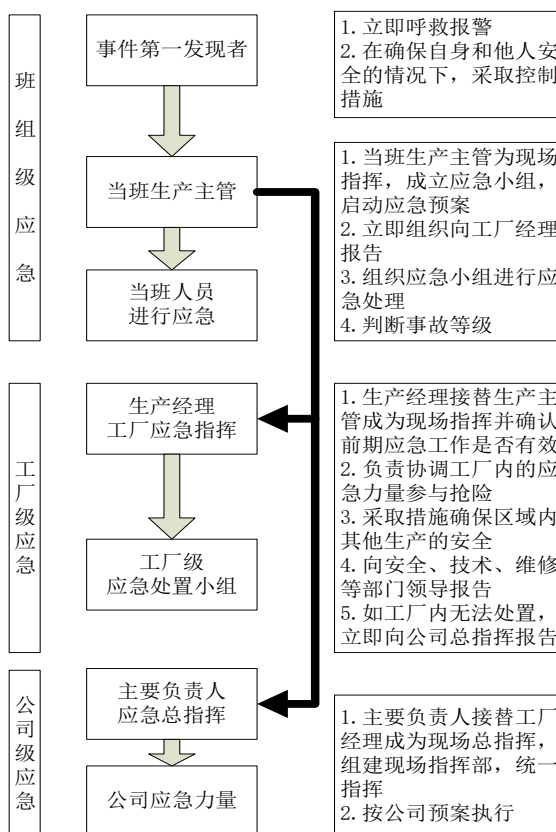 班组级应急
事件第一发现者
1. 立即呼救报警
2. 在确保自身和他人安
全的情况下，采取控制
措施
当班生产主管
1. 当班生产主管为现场
指挥，成立应急小组，
启动应急预案
2. 立即组织向工厂经理
报告
3. 组织应急小组进行应
急处理
4. 判断事故等级
当班人员
进行应急
工厂级应急
生产经理
工厂应急指挥
1. 生产经理接替生产主
管成为现场指挥并确认
前期应急工作是否有效
2. 负责协调工厂内的应
急力量参与抢险
3. 采取措施确保区域内
其他生产的安全
4. 向安全、技术、维修
等部门领导报告
5. 如工厂内无法处置，
立即向公司总指挥报告
工厂级
应急处置小组
公司级应急
主要负责人
应急总指挥
1. 主要负责人接替工厂
经理成为现场总指挥，
组建现场指挥部，统一
指挥
2. 按公司预案执行
公司应急力量